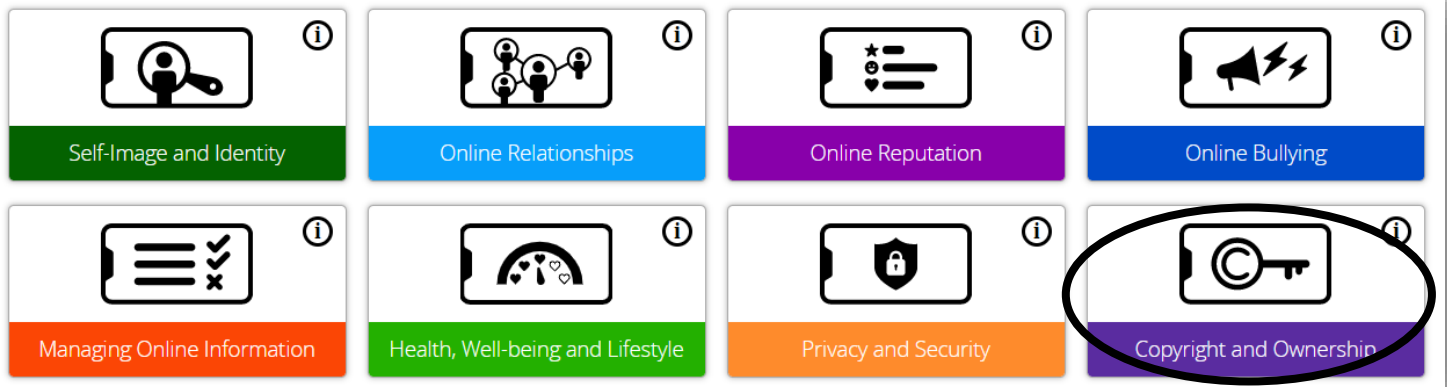 Self-Image and Identity
Online Relationships
Online Reputation
Online Bullying
Managing Online Information
Health, Well-being and Lifestyle
Privacy and Security
Copyright and Ownership